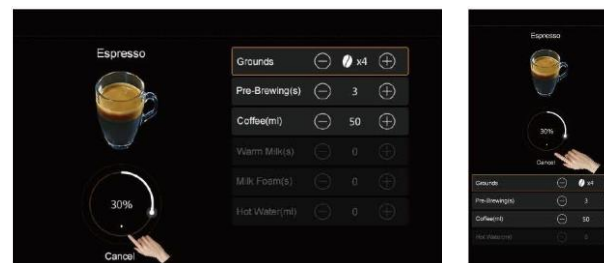 Espresso
Grounds x4
Pre-Brewing(s) 3
Coffee(ml) 50
Warm Milk(s) 0
Milk Foam(s) 0
Hot Water(ml) 0
30%
Cancel
Espresso
30%
Cancel
Grounds x4
Pre-Brewing(s) 3
Coffee(ml) 50
Hot Water(ml) 0